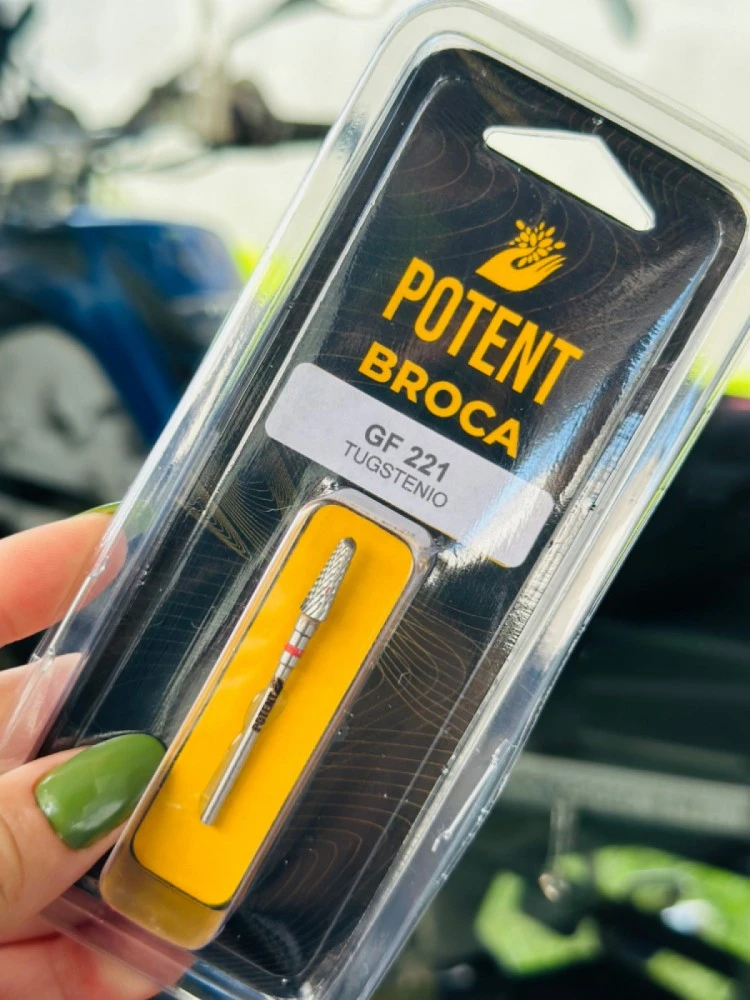 POTENT
BROCA
GF 221
TUGSTENIO
POTENT